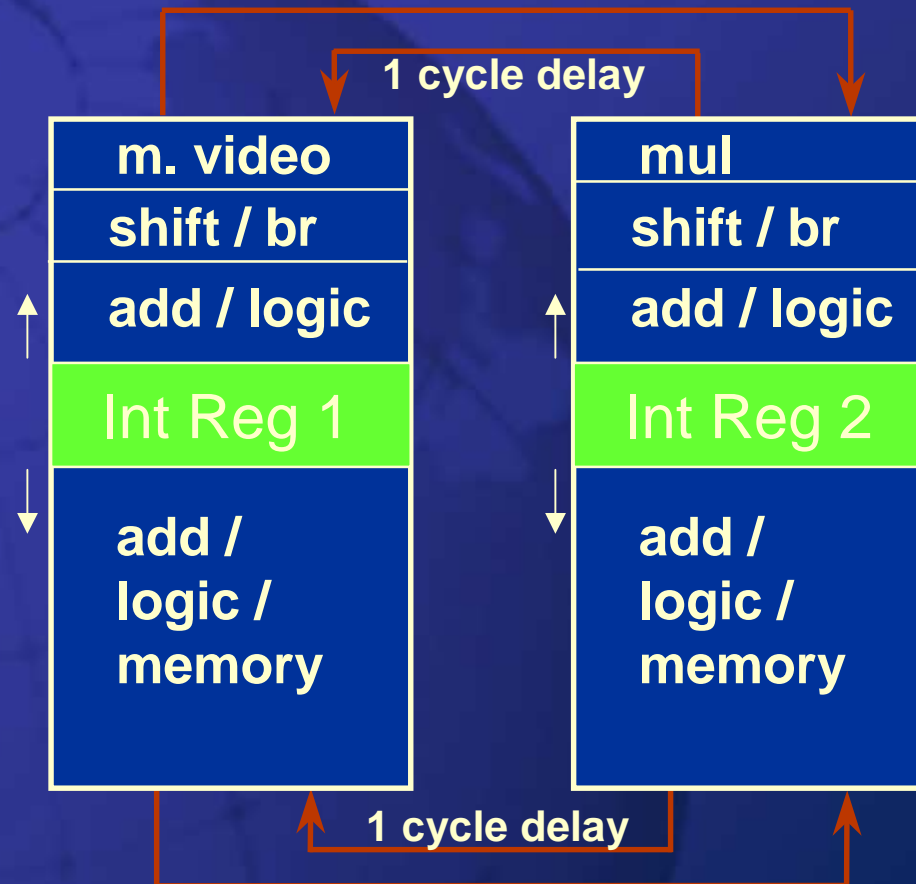 1 cycle delay
m. video
shift / br
add / logic
Int Reg 1
add /
logic /
memory
mul
shift / br
add / logic
Int Reg 2
add /
logic /
memory
1 cycle delay